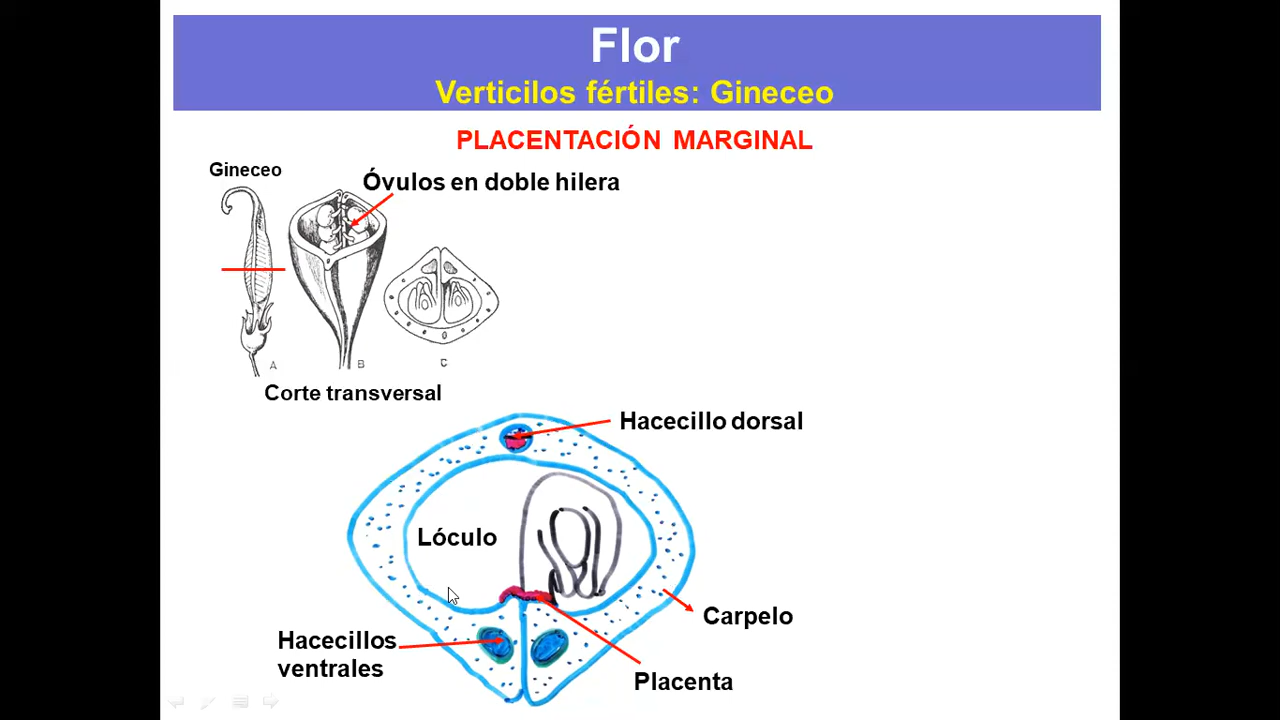 Flor
Verticilos fértiles: Gineceo
PLACENTACIÓN MARGINAL
Gineceo
Óvulos en doble hilera
A
B
C
Corte transversal
Hacecillo dorsal
Lóculo
Carpelo
Hacecillos
ventrales
Placenta